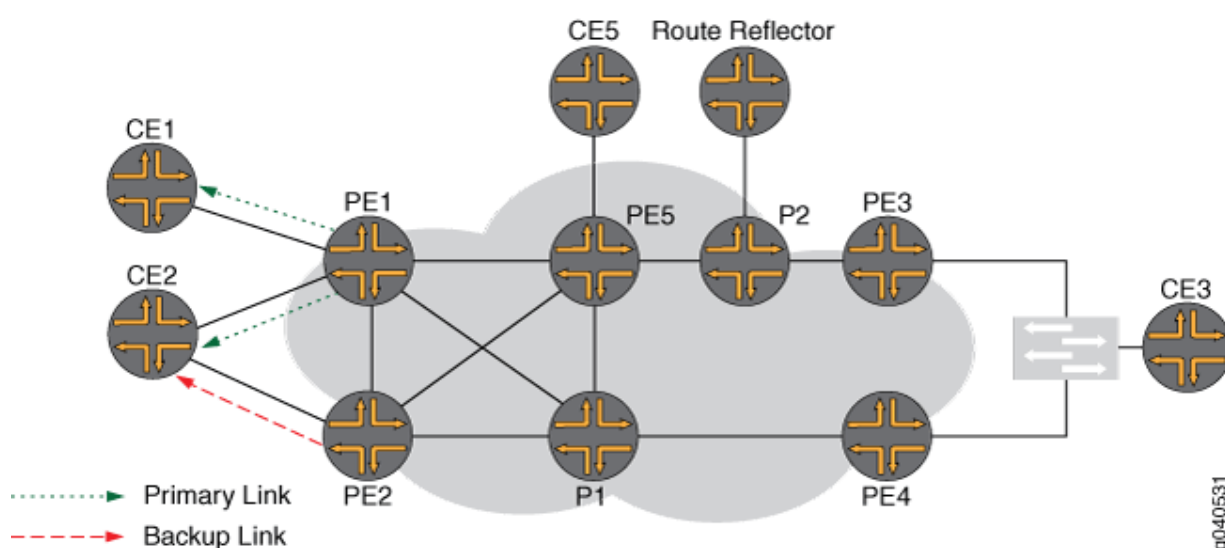 CE5
Route Reflector
CE1
PE1
PE5
P2
PE3
CE2
CE3
PE2
P1
PE4
Primary Link
Backup Link
g040531